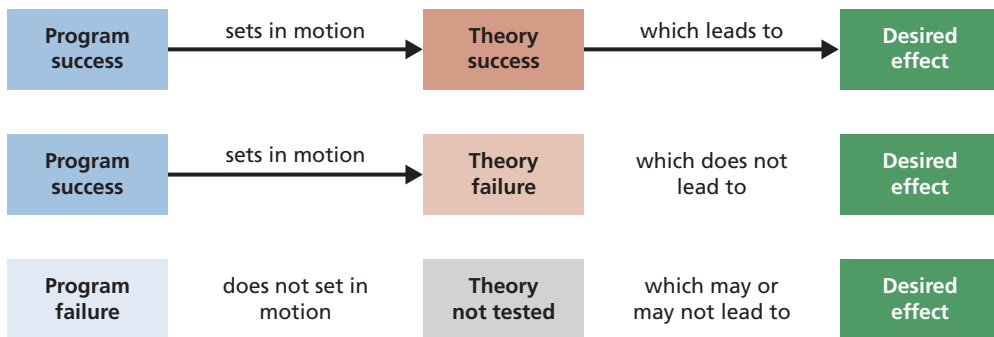 Program
success
sets in motion
Theory
success
which leads to
Desired
effect
Program
success
sets in motion
Theory
failure
which does not
lead to
Desired
effect
Program
failure
does not set in
motion
Theory
not tested
which may or
may not lead to
Desired
effect